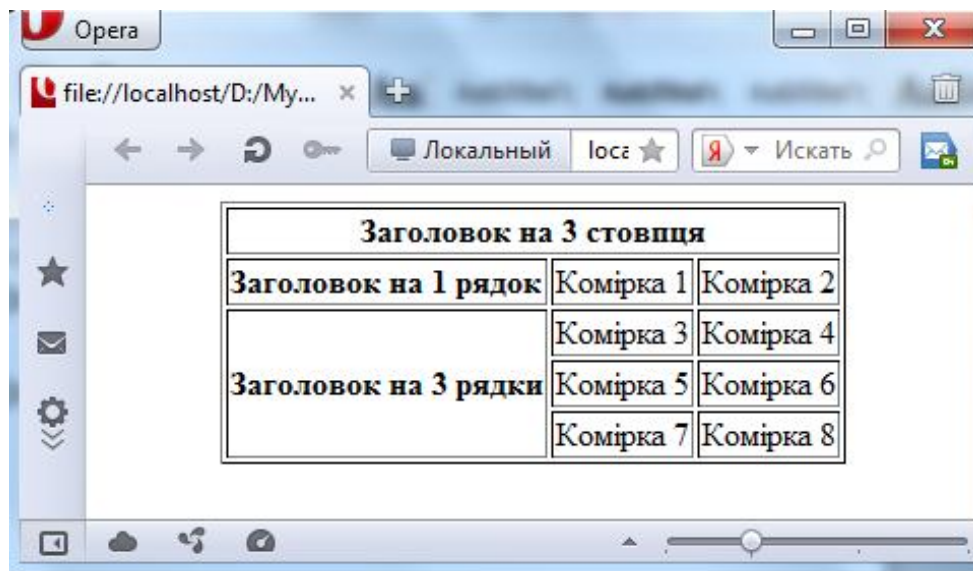 Opera
file://localhost/D:/My...
Локальный loca Искать
Заголовок на 3 стовпця
Заголовок на 1 рядок Комірка 1 Комірка 2
Комірка 3 Комірка 4
Заголовок на 3 рядки Комірка 5 Комірка 6
Комірка 7 Комірка 8